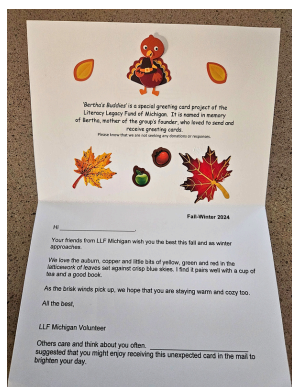 'Bertha's Buddies' is a special greeting card project of the
Literacy Legacy Fund of Michigan. It is named in memory
of Bertha, mother of the group's founder, who loved to send and
receive greeting cards.
Please know that we are not seeking any donations or responses.
Fall-Winter 2024
Hi
Your friends from LLF Michigan wish you the best this fall and as winter
approaches.
We love the auburn, copper and little bits of yellow, green and red in the
latticework of leaves set against crisp blue skies. I find it pairs well with a cup of
tea and a good book.
As the brisk winds pick up, we hope that you are staying warm and cozy too.
All the best,
LLF Michigan Volunteer
Others care and think about you often.
suggested that you might enjoy receiving this unexpected card in the mail to
brighten your day.